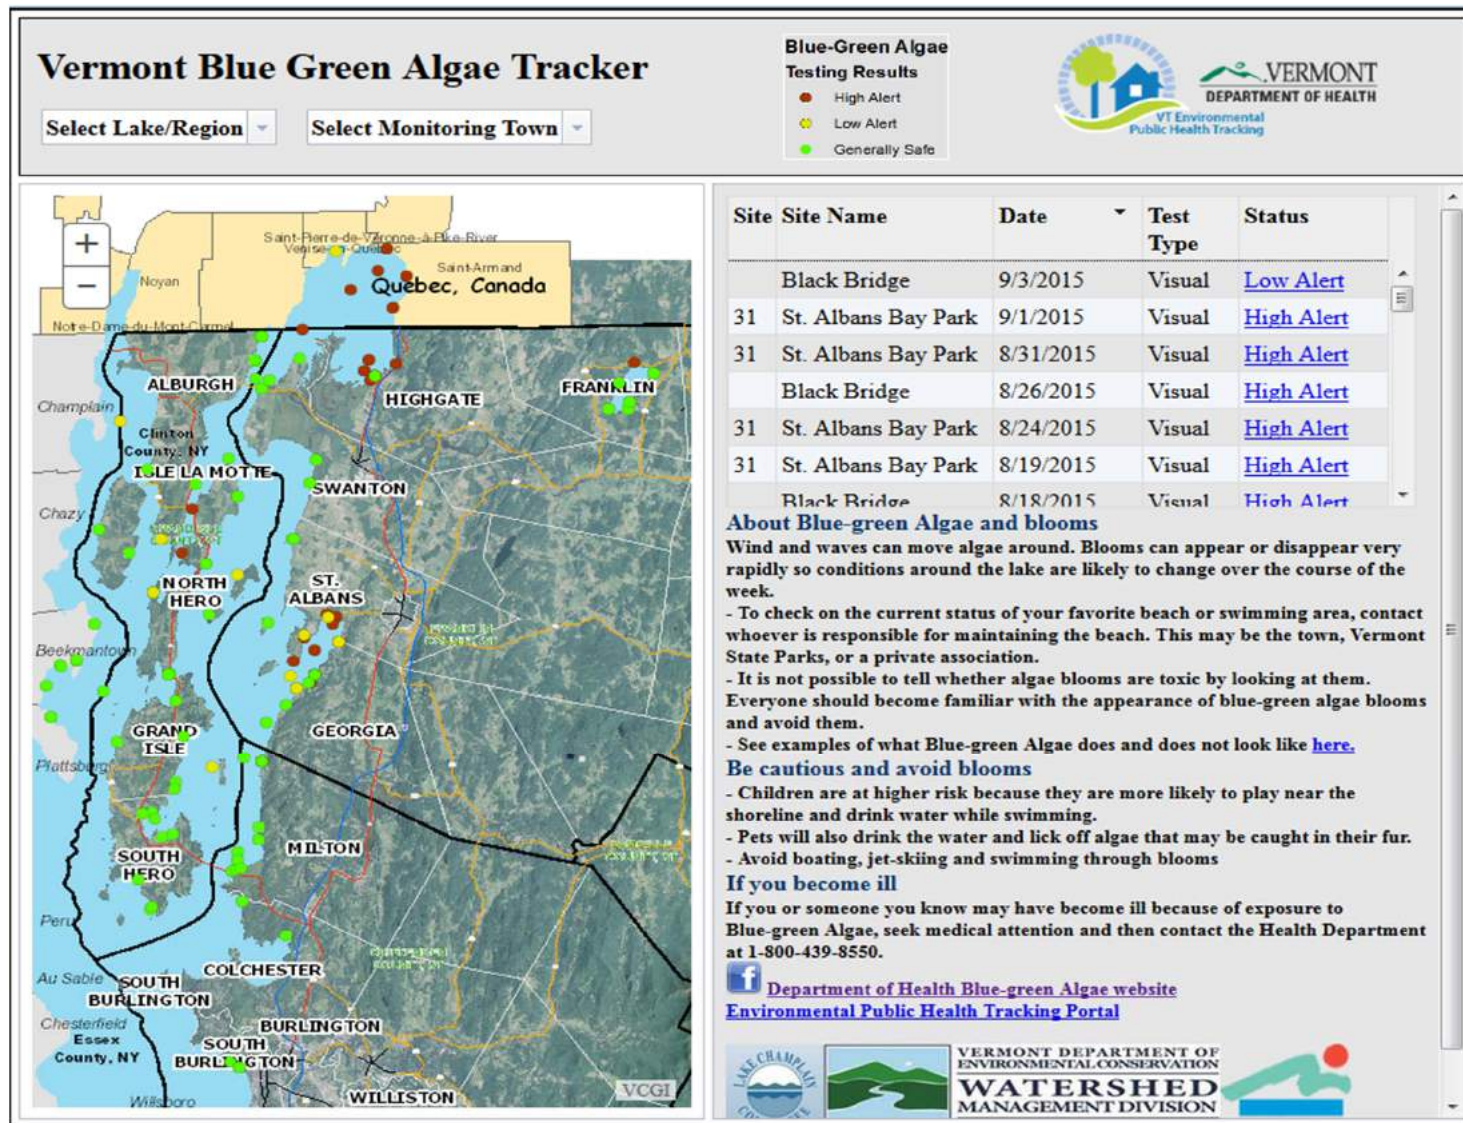 Vermont Blue Green Algae Tracker
Select Lake/Region
Select Monitoring Town
Blue-Green Algae
Testing Results
High Alert
Low Alert
Generally Safe
VT Environmental
Public Health Tracking
VERMONT
DEPARTMENT OF HEALTH
+
−
Saint-Pierre-de-Véronne-à-Pike-River
Venise-en-Québec
Saint-Armand
Noyan
Quebec, Canada
Notre-Dame-du-Mont-Carmel
ALBURGH
HIGHGATE
FRANKLIN
Champlain
Clinton
County, NY
ISLE LA MOTTE
SWANTON
Chazy
NORTH
HERO
ST.
ALBANS
Beekmantown
GRAND
ISLE
GEORGIA
Plattsburg
MILTON
SOUTH
HERO
Peru
COLCHESTER
Au Sable
SOUTH
BURLINGTON
Chesterfield
Essex
County, NY
BURLINGTON
SOUTH
BURLINGTON
Willsboro
WILLISTON
VCGI
Site Site Name Date Test Type Status
Black Bridge 9/3/2015 Visual Low Alert
31 St. Albans Bay Park 9/1/2015 Visual High Alert
31 St. Albans Bay Park 8/31/2015 Visual High Alert
Black Bridge 8/26/2015 Visual High Alert
31 St. Albans Bay Park 8/24/2015 Visual High Alert
31 St. Albans Bay Park 8/19/2015 Visual High Alert
Black Bridge 8/18/2015 Visual High Alert
About Blue-green Algae and blooms
Wind and waves can move algae around. Blooms can appear or disappear very
rapidly so conditions around the lake are likely to change over the course of the
week.
- To check on the current status of your favorite beach or swimming area, contact
whoever is responsible for maintaining the beach. This may be the town, Vermont
State Parks, or a private association.
- It is not possible to tell whether algae blooms are toxic by looking at them.
Everyone should become familiar with the appearance of blue-green algae blooms
and avoid them.
- See examples of what Blue-green Algae does and does not look like here.
Be cautious and avoid blooms
- Children are at higher risk because they are more likely to play near the
shoreline and drink water while swimming.
- Pets will also drink the water and lick off algae that may be caught in their fur.
- Avoid boating, jet-skiing and swimming through blooms
If you become ill
If you or someone you know may have become ill because of exposure to
Blue-green Algae, seek medical attention and then contact the Health Department
at 1-800-439-8550.
f
Department of Health Blue-green Algae website
Environmental Public Health Tracking Portal
LAKE CHAMPLAIN
VERMONT DEPARTMENT OF
ENVIRONMENTAL CONSERVATION
WATERSHED
MANAGEMENT DIVISION